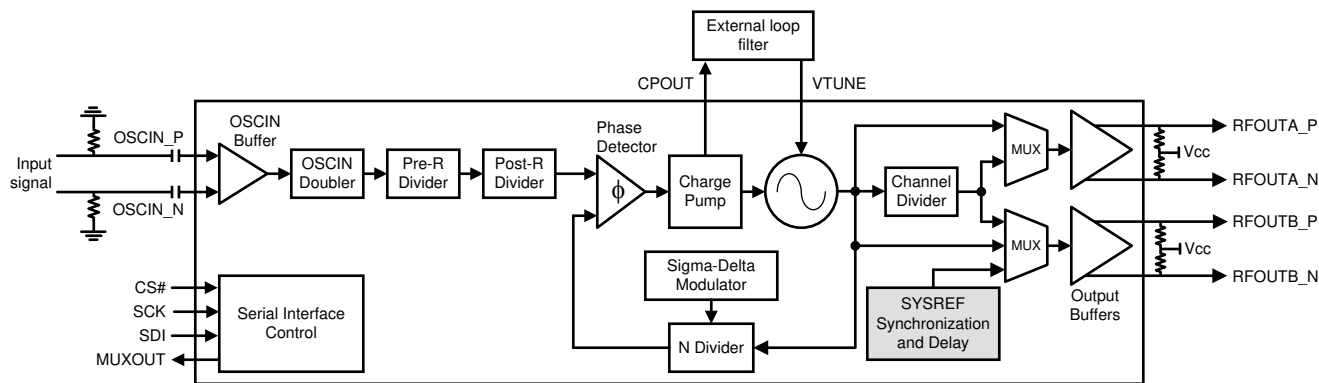 External loop
filter
CPOUT
VTUNE
OSCIN_P
OSCIN
Buffer
Input
signal
OSCIN_N
OSCIN
Doubler
Pre-R
Divider
Post-R
Divider
Phase
Detector
ϕ
Charge
Pump
Channel
Divider
MUX
MUX
Vcc
RFOUTA_P
RFOUTA_N
RFOUTB_P
Vcc
RFOUTB_N
Output
Buffers
Sigma-Delta
Modulator
N Divider
SYSREF
Synchronization
and Delay
CS#
SCK
SDI
MUXOUT
Serial Interface
Control